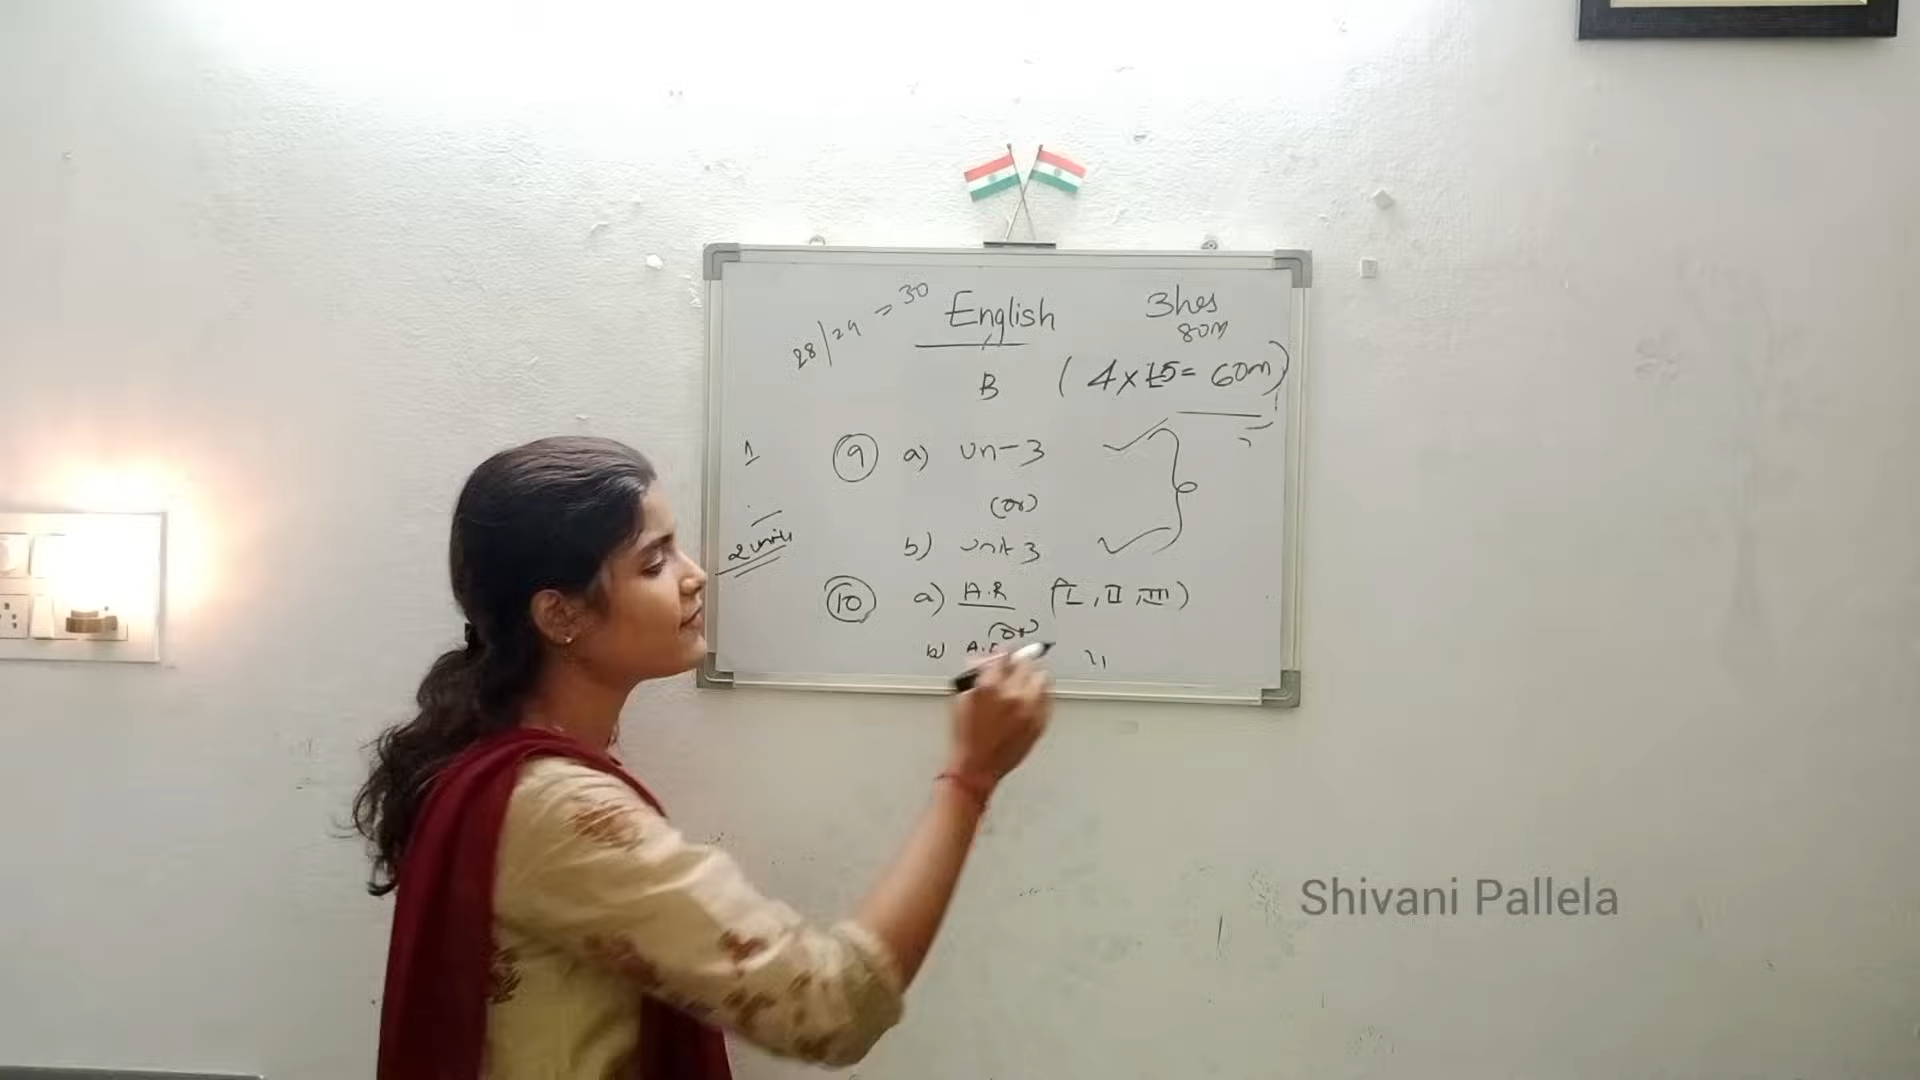 28/29 = 30 English 3hrs
80m
B ( 4 x 15 = 60m)
1 9 a) un-3
(or)
2 units b) unit 3
10 a) A.R (I, II, III)
(or)
b)
Shivani Pallela